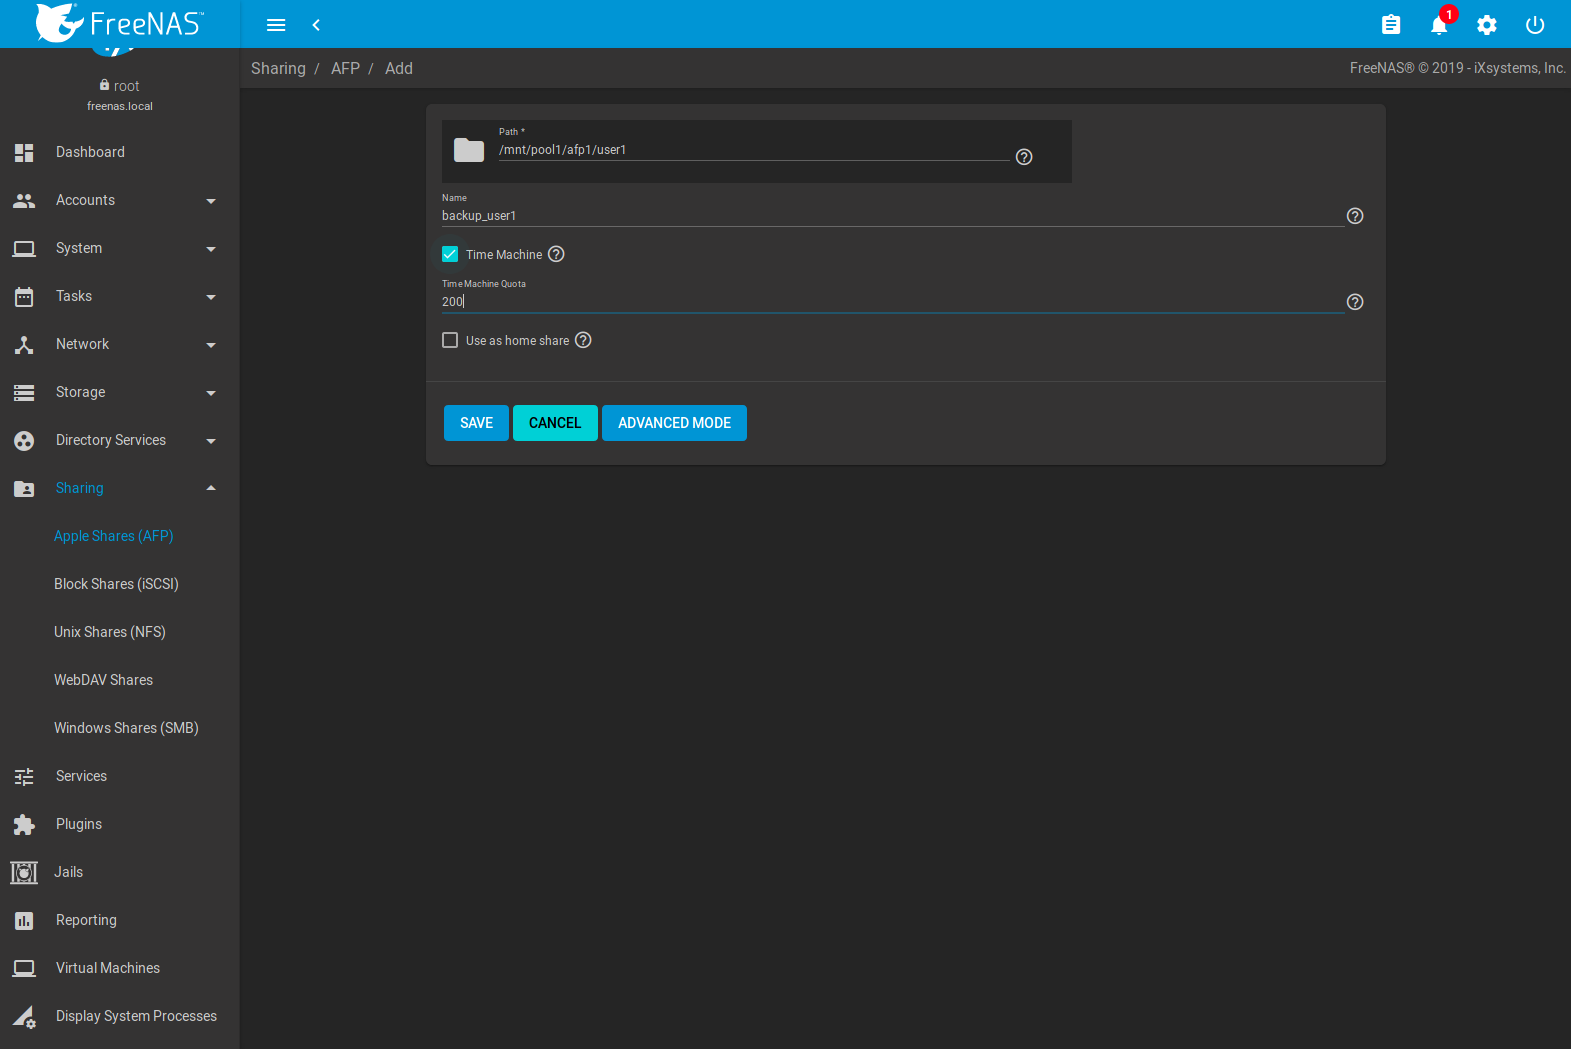 FreeNAS™
1
root
freenas.local
Dashboard
Accounts
System
Tasks
Network
Storage
Directory Services
Sharing
Apple Shares (AFP)
Block Shares (iSCSI)
Unix Shares (NFS)
WebDAV Shares
Windows Shares (SMB)
Services
Plugins
Jails
Reporting
Virtual Machines
Display System Processes
Sharing / AFP / Add
FreeNAS® © 2019 - iXsystems, Inc.
Path *
/mnt/pool1/afp1/user1
Name
backup_user1
Time Machine
Time Machine Quota
200
Use as home share
SAVE CANCEL ADVANCED MODE